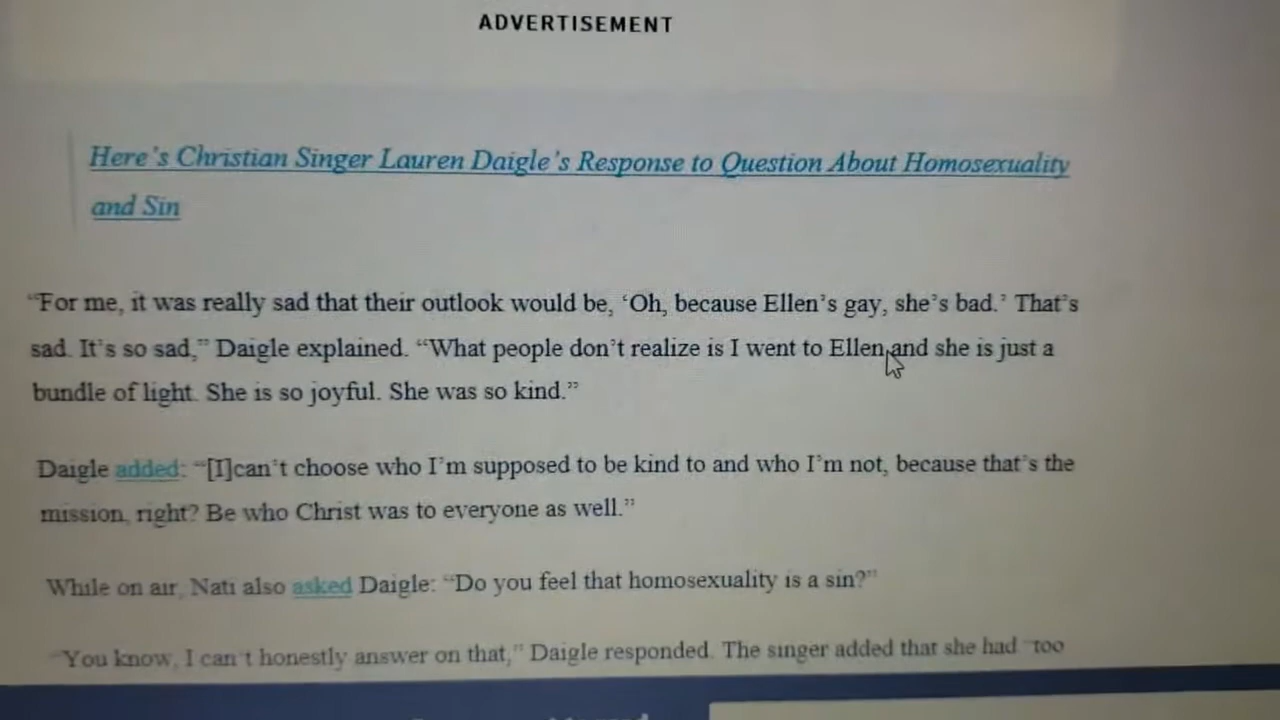 ADVERTISEMENT
Here's Christian Singer Lauren Daigle's Response to Question About Homosexuality
and Sin
“For me, it was really sad that their outlook would be, ‘Oh, because Ellen's gay, she's bad.’ That's
sad. It's so sad,” Daigle explained. “What people don't realize is I went to Ellen and she is just a
bundle of light. She is so joyful. She was so kind.”
Daigle added: “[I]can't choose who I'm supposed to be kind to and who I'm not, because that's the
mission, right? Be who Christ was to everyone as well.”
While on air, Nati also asked Daigle: “Do you feel that homosexuality is a sin?”
“You know, I can't honestly answer on that,” Daigle responded. The singer added that she had “too